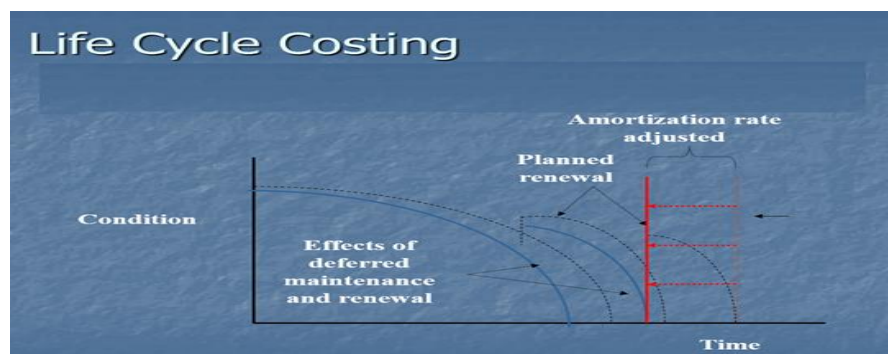 Life Cycle Costing
Amortization rate
adjusted
Planned
renewal
Condition
Effects of
deferred
maintenance
and renewal
Time